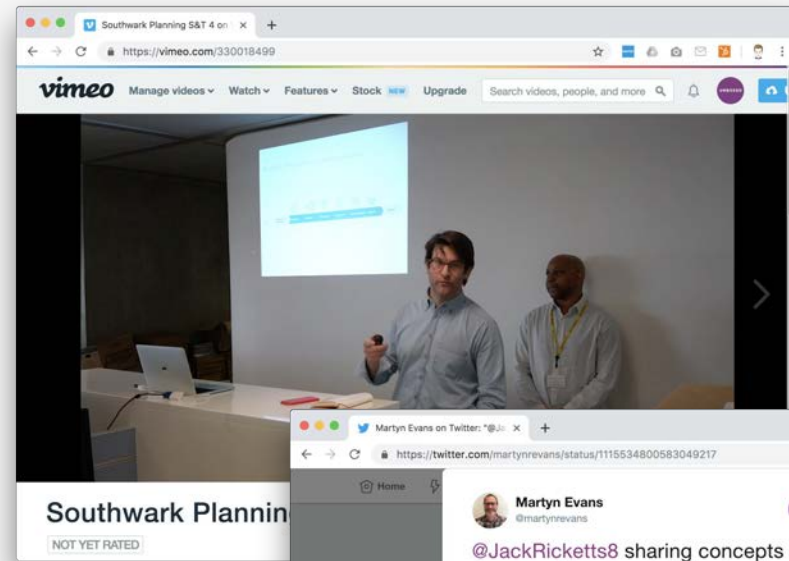 Southwark Planning S&T 4 on
https://vimeo.com/330018499
vimeo Manage videos Watch Features Stock NEW Upgrade Search videos, people, and more
Southwark Plannin
NOT YET RATED
Martyn Evans on Twitter: "@Ja
https://twitter.com/martynrevans/status/1115534800583049217
Home
Martyn Evans
@martynrevans
@JackRicketts8 sharing concepts